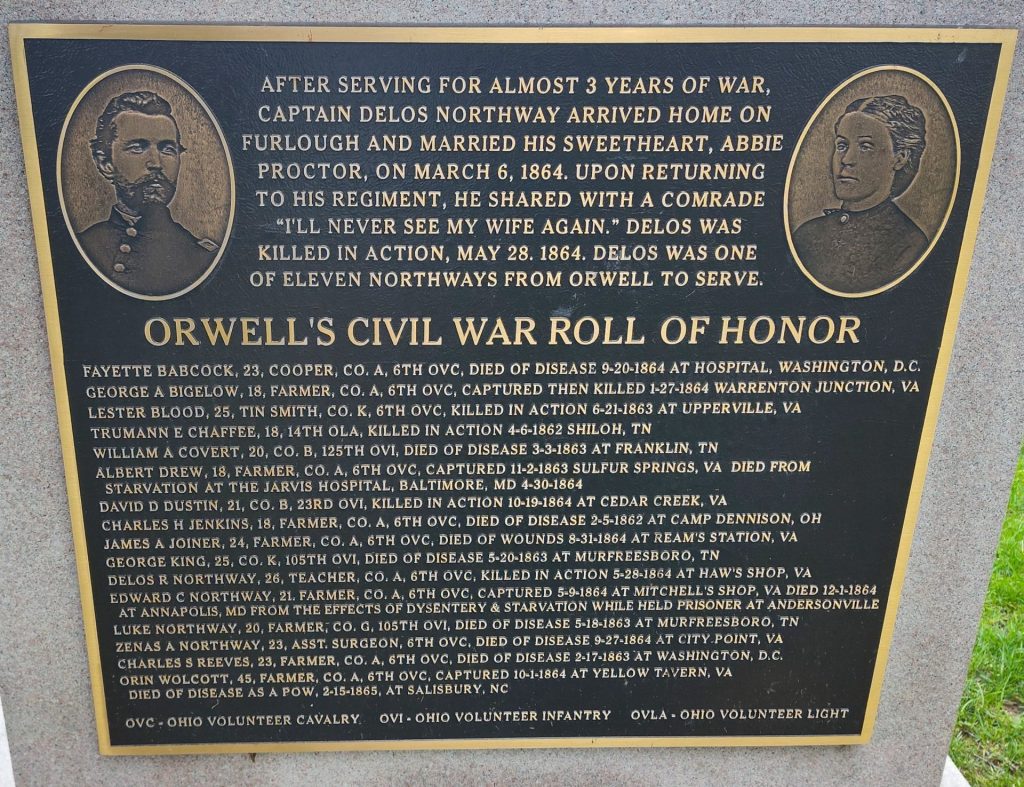 AFTER SERVING FOR ALMOST 3 YEARS OF WAR,
CAPTAIN DELOS NORTHWAY ARRIVED HOME ON
FURLOUGH AND MARRIED HIS SWEETHEART, ABBIE
PROCTOR, ON MARCH 6, 1864. UPON RETURNING
TO HIS REGIMENT, HE SHARED WITH A COMRADE
"I'LL NEVER SEE MY WIFE AGAIN." DELOS WAS
KILLED IN ACTION, MAY 28. 1864. DELOS WAS ONE
OF ELEVEN NORTHWAYS FROM ORWELL TO SERVE.
ORWELL'S CIVIL WAR ROLL OF HONOR
FAYETTE BABCOCK, 23, COOPER, CO. A, 6TH OVC, DIED OF DISEASE 9-20-1864 AT HOSPITAL, WASHINGTON, D.C.
GEORGE A BIGELOW, 18, FARMER, CO. A, 6TH OVC, CAPTURED THEN KILLED 1-27-1864 WARRENTON JUNCTION, VA
LESTER BLOOD, 25, TIN SMITH, CO. K, 6TH OVC, KILLED IN ACTION 6-21-1863 AT UPPERVILLE, VA
TRUMANN E CHAFFEE, 18, 14TH OLA, KILLED IN ACTION 4-6-1862 SHILOH, TN
WILLIAM A COVERT, 20, CO. B, 125TH OVI, DIED OF DISEASE 3-3-1863 AT FRANKLIN, TN
ALBERT DREW, 18, FARMER, CO. A, 6TH OVC, CAPTURED 11-2-1863 SULFUR SPRINGS, VA DIED FROM
STARVATION AT THE JARVIS HOSPITAL, BALTIMORE, MD 4-30-1864
DAVID D DUSTIN, 21, CO. B, 23RD OVI, KILLED IN ACTION 10-19-1864 AT CEDAR CREEK, VA
CHARLES H JENKINS, 18, FARMER, CO. A, 6TH OVC, DIED OF DISEASE 2-5-1862 AT CAMP DENNISON, OH
JAMES A JOINER, 24, FARMER, CO. A, 6TH OVC, DIED OF WOUNDS 8-31-1864 AT REAM'S STATION, VA
GEORGE KING, 25, CO. K, 105TH OVI, DIED OF DISEASE 5-20-1863 AT MURFREESBORO, TN
DELOS R NORTHWAY, 26, TEACHER, CO. A, 6TH OVC, KILLED IN ACTION 5-28-1864 AT HAW'S SHOP, VA
EDWARD C NORTHWAY, 21. FARMER, CO. A, 6TH OVC, CAPTURED 5-9-1864 AT MITCHELL'S SHOP, VA DIED 12-1-1864
AT ANNAPOLIS, MD FROM THE EFFECTS OF DYSENTERY & STARVATION WHILE HELD PRISONER AT ANDERSONVILLE
LUKE NORTHWAY, 20, FARMER, CO. G, 105TH OVI, DIED OF DISEASE 5-18-1863 AT MURFREESBORO, TN
ZENAS A NORTHWAY, 23, ASST. SURGEON, 6TH OVC, DIED OF DISEASE 9-27-1864 AT CITY POINT, VA
CHARLES S REEVES, 23, FARMER, CO. A, 6TH OVC, DIED OF DISEASE 2-17-1863 AT WASHINGTON, D.C.
ORIN WOLCOTT, 45, FARMER, CO. A, 6TH OVC, CAPTURED 10-1-1864 AT YELLOW TAVERN, VA
DIED OF DISEASE AS A POW, 2-15-1865, AT SALISBURY, NC
OVC - OHIO VOLUNTEER CAVALRY OVI - OHIO VOLUNTEER INFANTRY OVLA - OHIO VOLUNTEER LIGHT